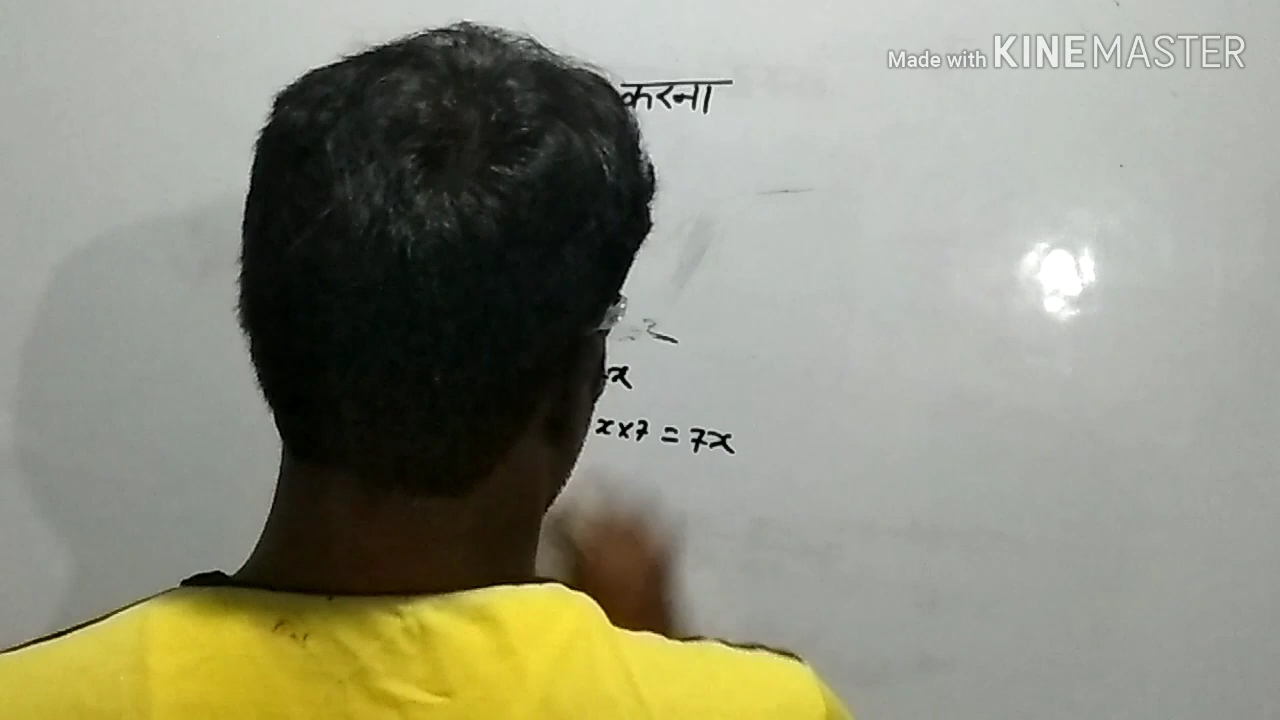 Made with KINEMASTER
करना
x
x×7 = 7x